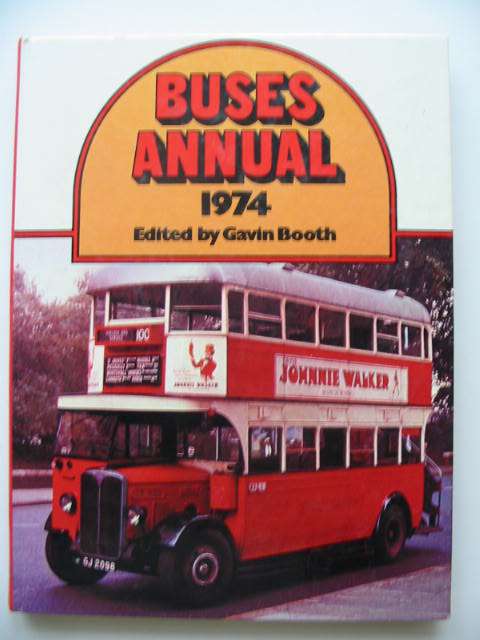 BUSES
ANNUAL
1974
Edited by Gavin Booth
100
JOHNNIE WALKER
JOHNNIE WALKER
GJ 2098